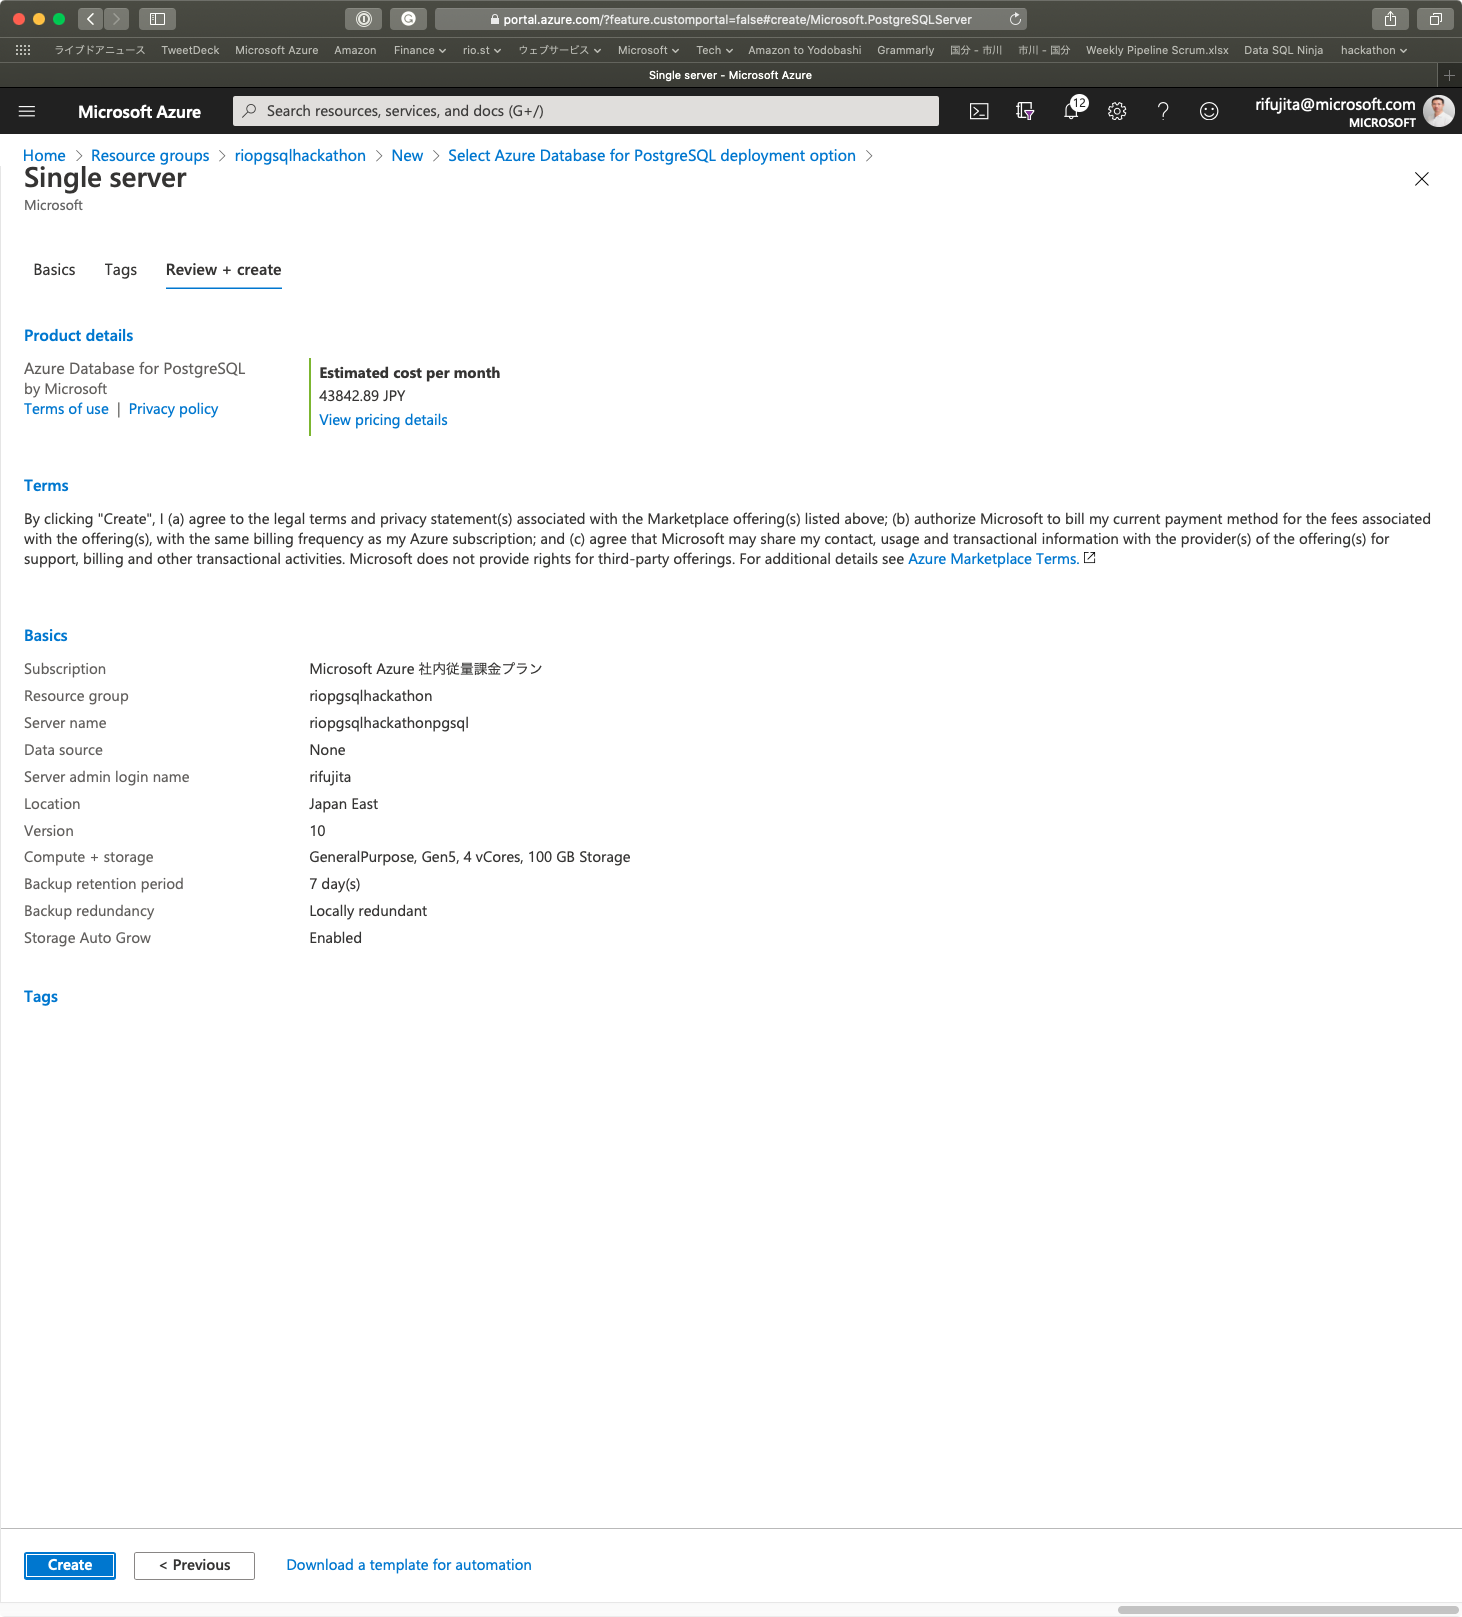 portal.azure.com/?feature.customportal=false#create/Microsoft.PostgreSQLServer
ライブドアニュース TweetDeck Microsoft Azure Amazon Finance rio.st ウェブサービス Microsoft Tech Amazon to Yodobashi Grammarly 国分 - 市川 市川 - 国分 Weekly Pipeline Scrum.xlsx Data SQL Ninja hackathon
Single server - Microsoft Azure
Microsoft Azure
Search resources, services, and docs (G+/)
12
rifujita@microsoft.com
MICROSOFT
Home > Resource groups > riopgsqlhackathon > New > Select Azure Database for PostgreSQL deployment option >
Single server
Microsoft
Basics Tags Review + create
Product details
Azure Database for PostgreSQL
by Microsoft
Terms of use | Privacy policy
Estimated cost per month
43842.89 JPY
View pricing details
Terms
By clicking "Create", I (a) agree to the legal terms and privacy statement(s) associated with the Marketplace offering(s) listed above; (b) authorize Microsoft to bill my current payment method for the fees associated
with the offering(s), with the same billing frequency as my Azure subscription; and (c) agree that Microsoft may share my contact, usage and transactional information with the provider(s) of the offering(s) for
support, billing and other transactional activities. Microsoft does not provide rights for third-party offerings. For additional details see Azure Marketplace Terms.
Basics
Subscription Microsoft Azure 社内従量課金プラン
Resource group riopgsqlhackathon
Server name riopgsqlhackathonpgsql
Data source None
Server admin login name rifujita
Location Japan East
Version 10
Compute + storage GeneralPurpose, Gen5, 4 vCores, 100 GB Storage
Backup retention period 7 day(s)
Backup redundancy Locally redundant
Storage Auto Grow Enabled
Tags
Create < Previous Download a template for automation